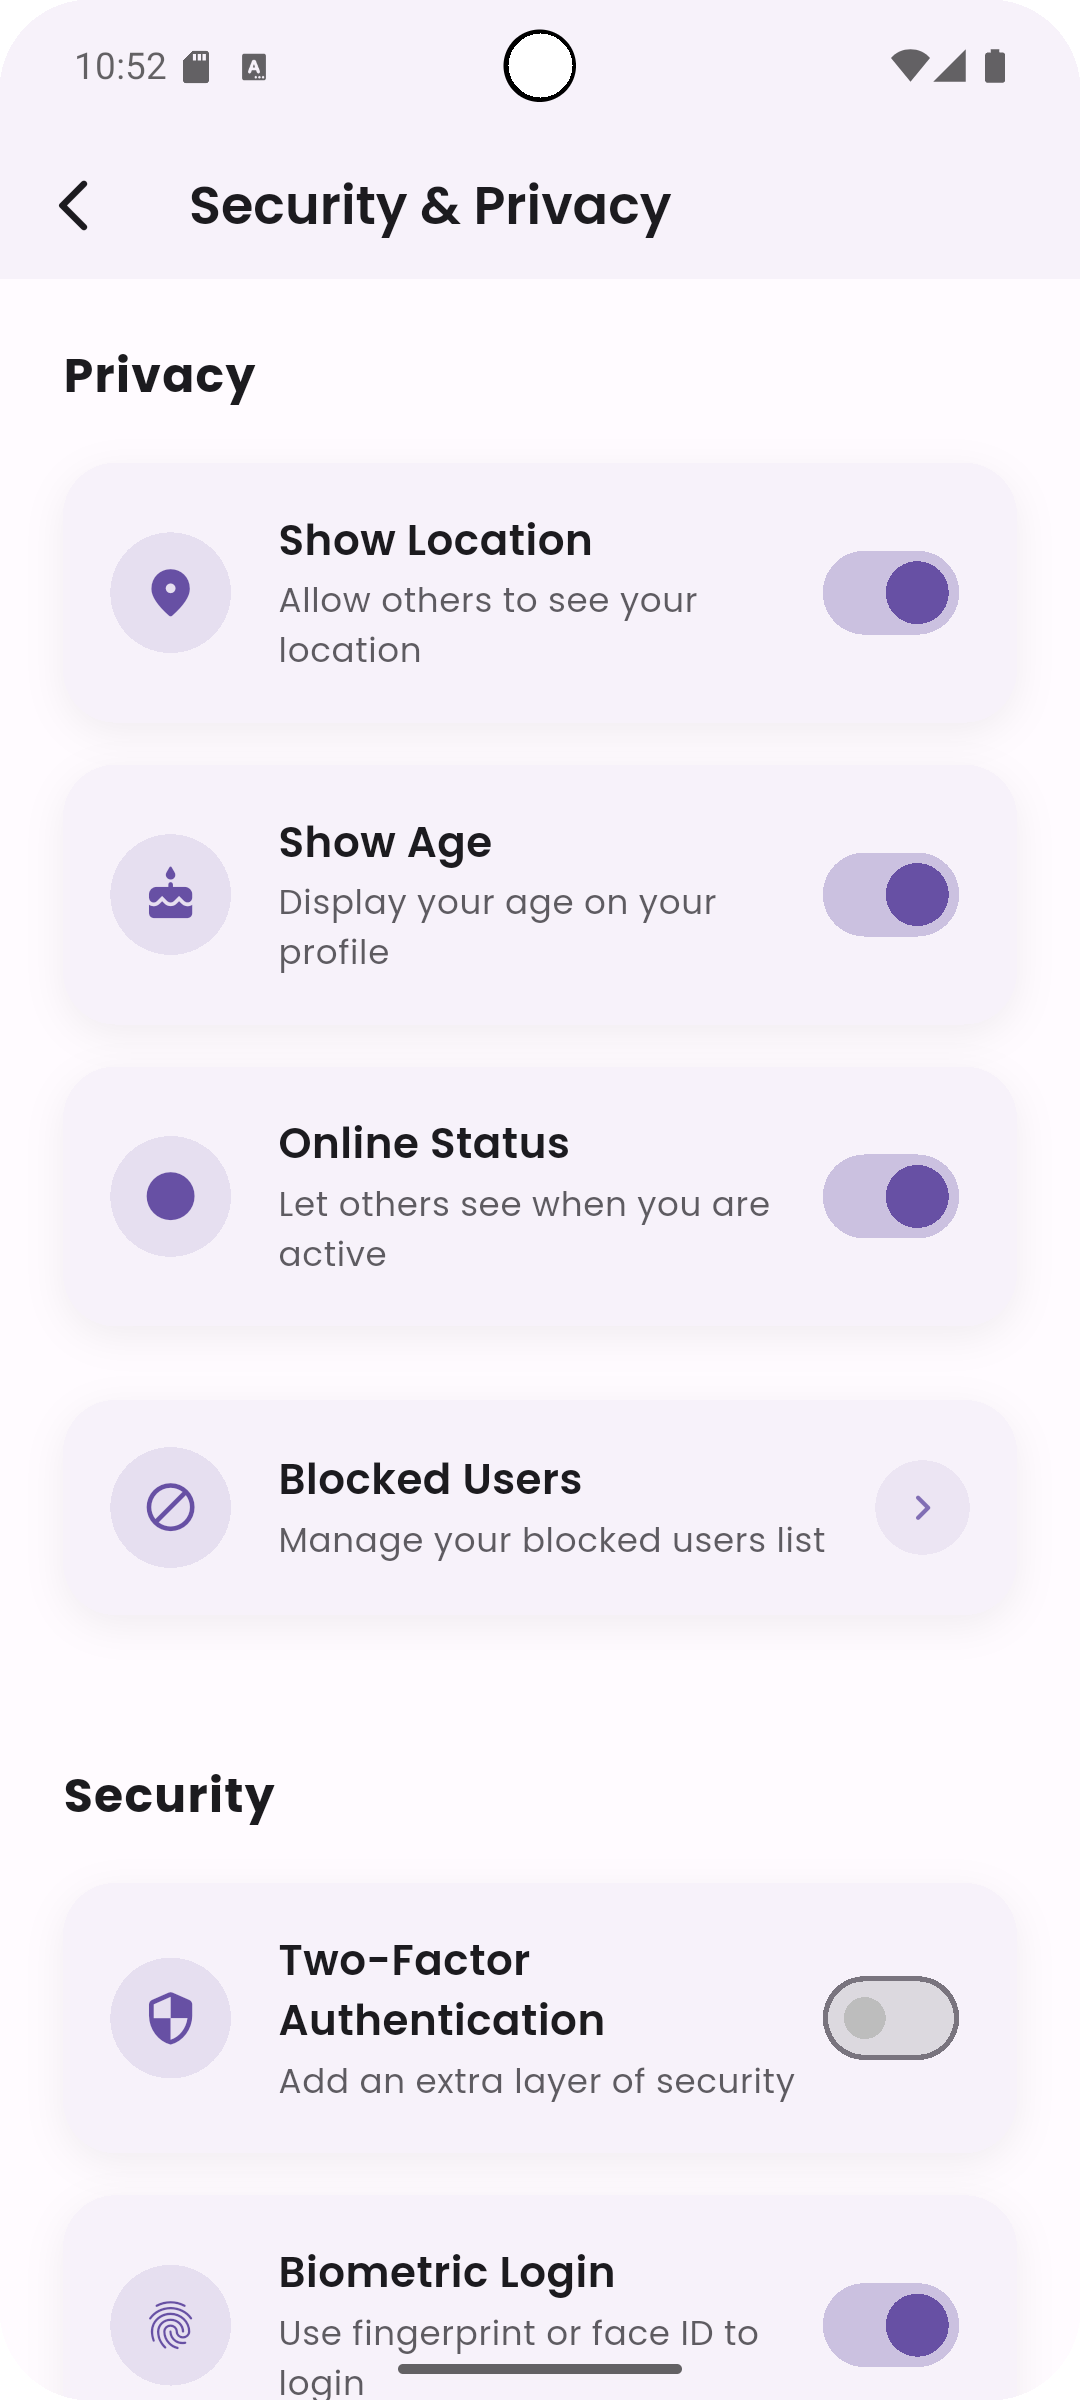 10:52
Security & Privacy
Privacy
Show Location
Allow others to see your
location
Show Age
Display your age on your
profile
Online Status
Let others see when you are
active
Blocked Users
Manage your blocked users list
Security
Two-Factor
Authentication
Add an extra layer of security
Biometric Login
Use fingerprint or face ID to
login